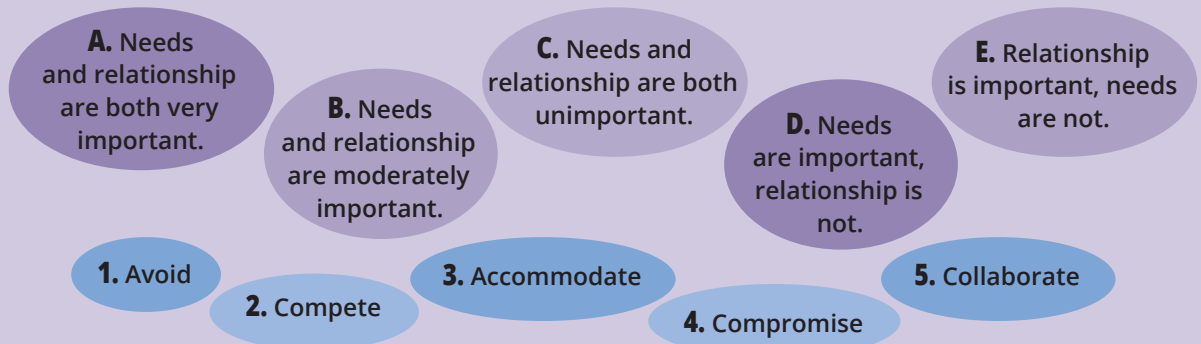 A. Needs
and relationship
are both very
important.
B. Needs
and relationship
are moderately
important.
C. Needs and
relationship are both
unimportant.
D. Needs
are important,
relationship is
not.
E. Relationship
is important, needs
are not.
1. Avoid
2. Compete
3. Accommodate
4. Compromise
5. Collaborate